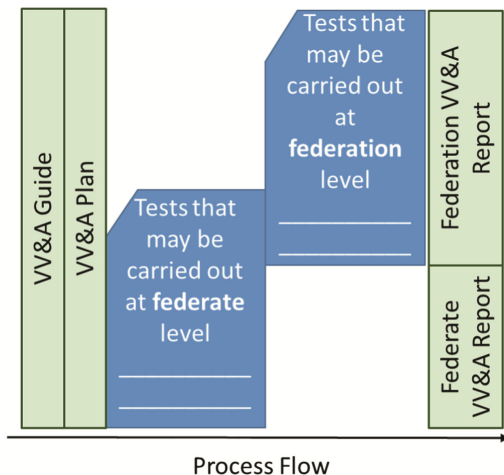 VV&A Guide
VV&A Plan
Tests that
may be
carried out
at federate
level
Tests that
may be
carried out
at
federation
level
Federation VV&A
Report
Federate
VV&A Report
Process Flow